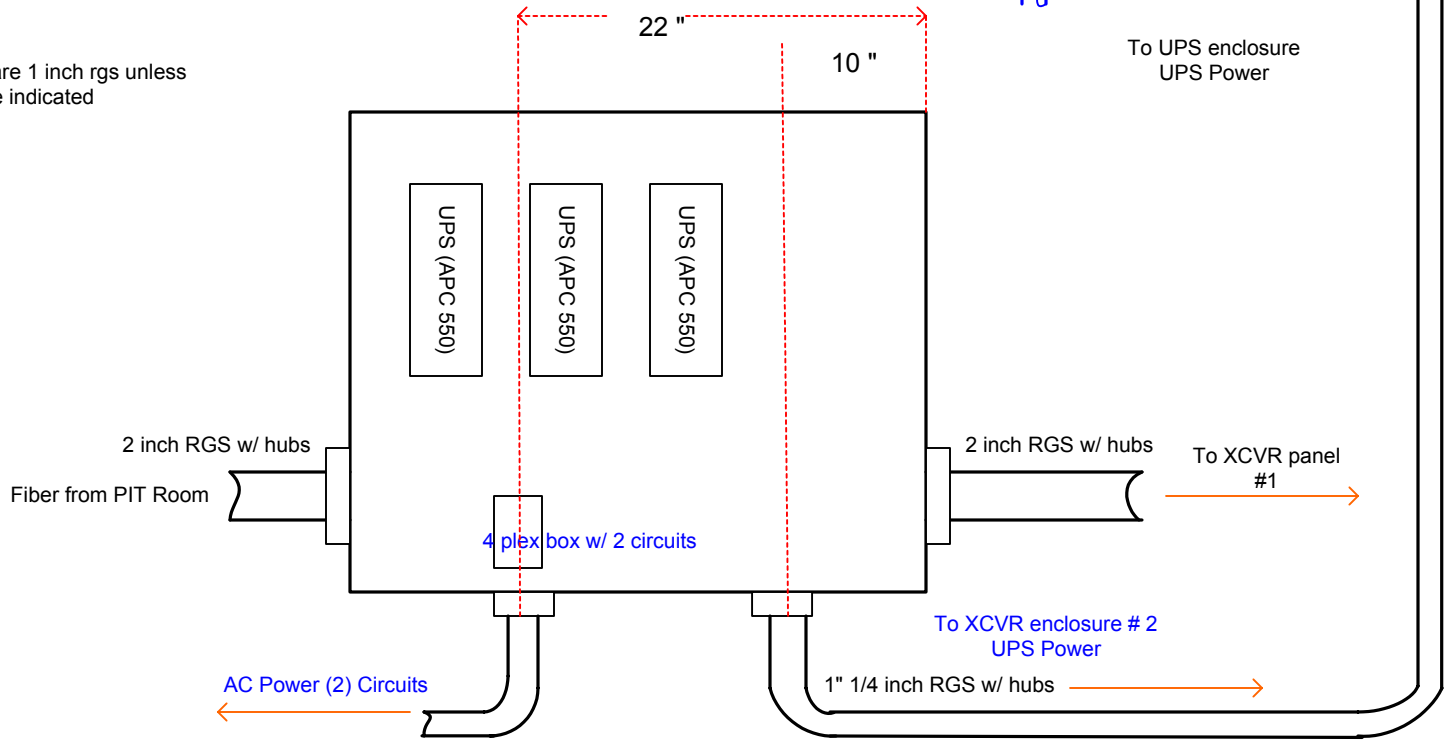 22 "
10 "
To UPS enclosure
UPS Power
are 1 inch rgs unless
e indicated
UPS (APC 550)
UPS (APC 550)
UPS (APC 550)
2 inch RGS w/ hubs
2 inch RGS w/ hubs
To XCVR panel
#1
Fiber from PIT Room
4 plex box w/ 2 circuits
To XCVR enclosure # 2
UPS Power
AC Power (2) Circuits
1" 1/4 inch RGS w/ hubs